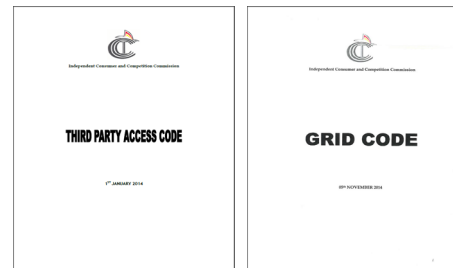 Independent Consumer and Competition Commission
THIRD PARTY ACCESS CODE
1ST JANUARY 2014
Independent Consumer and Competition Commission
GRID CODE
NOVEMBER 2014